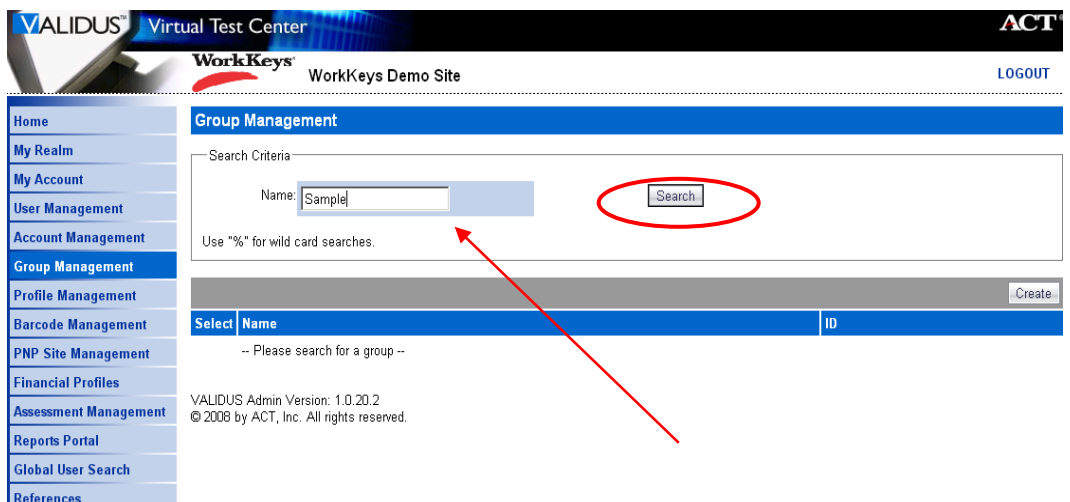 VALIDUS™ Virtual Test Center ACT®
WorkKeys® WorkKeys Demo Site LOGOUT
Home
My Realm
My Account
User Management
Account Management
Group Management
Profile Management
Barcode Management
PNP Site Management
Financial Profiles
Assessment Management
Reports Portal
Global User Search
References
Group Management
Search Criteria
Name: Sample Search
Use "%" for wild card searches.
Create
Select Name ID
-- Please search for a group --
VALIDUS Admin Version: 1.0.20.2
© 2008 by ACT, Inc. All rights reserved.